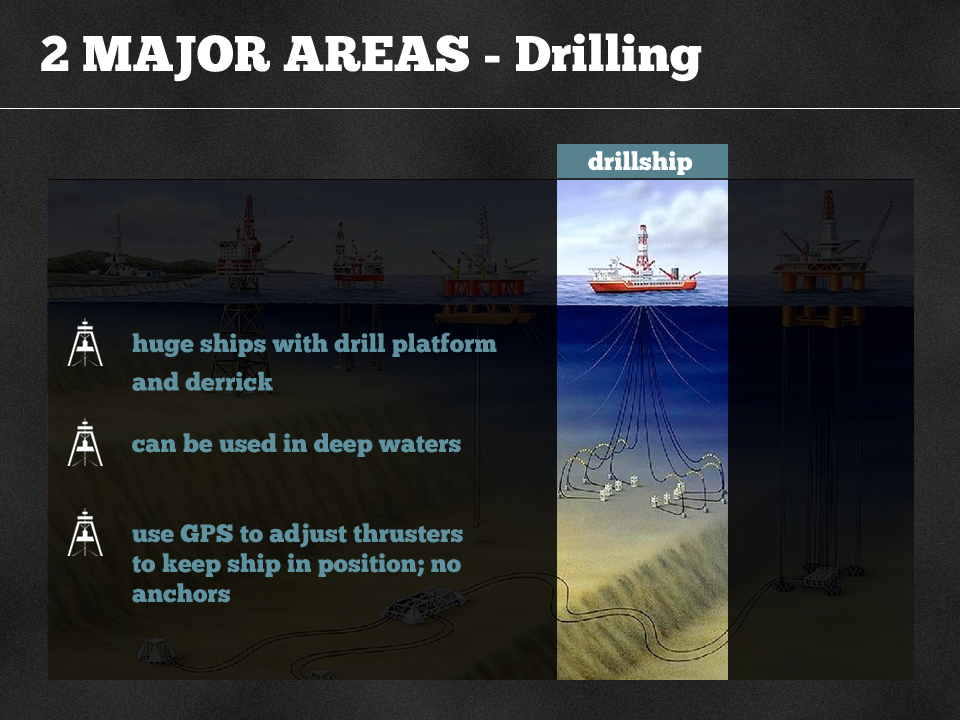 2 MAJOR AREAS - Drilling
drillship
huge ships with drill platform
and derrick
can be used in deep waters
use GPS to adjust thrusters
to keep ship in position; no
anchors